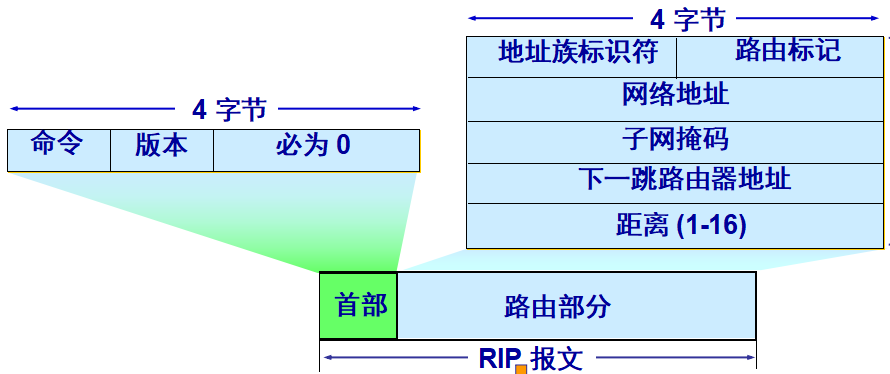 4 字节
地址族标识符 路由标记
网络地址
子网掩码
下一跳路由器地址
距离 (1-16)
4 字节
命令 版本 必为 0
首部 路由部分
RIP 报文